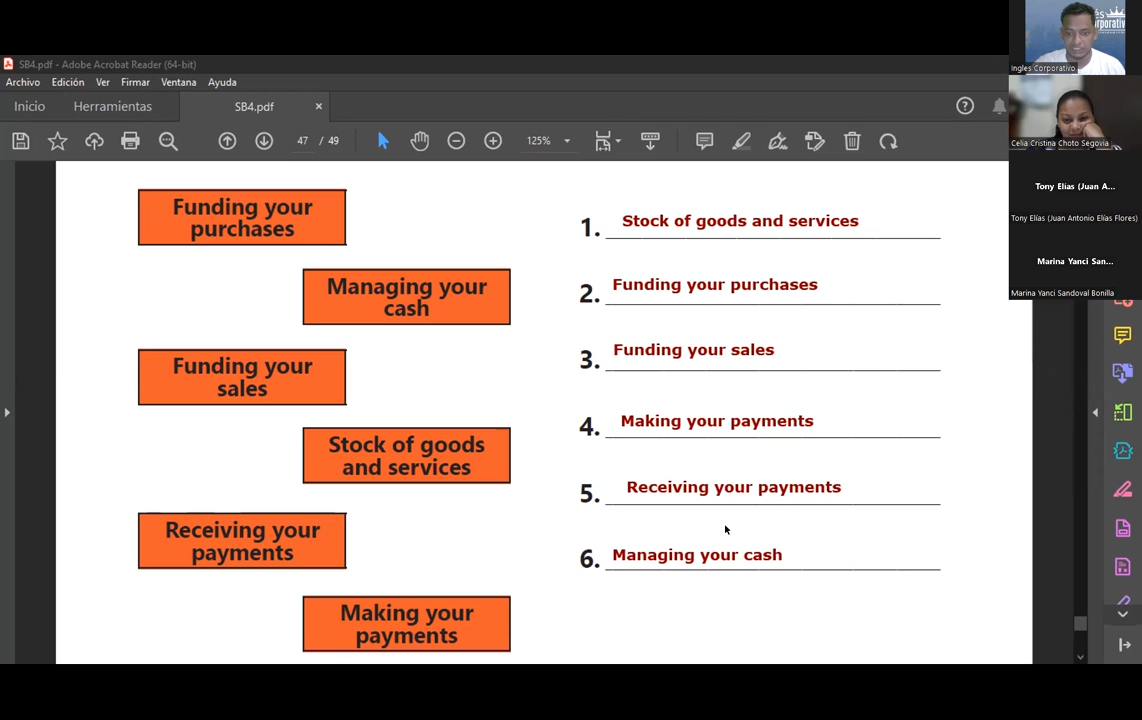 SB4.pdf - Adobe Acrobat Reader (64-bit)
Archivo Edición Ver Firmar Ventana Ayuda
Inicio Herramientas SB4.pdf ×
47 / 49 125%
Funding your
purchases
Managing your
cash
Funding your
sales
Stock of goods
and services
Receiving your
payments
Making your
payments
1. Stock of goods and services
2. Funding your purchases
3. Funding your sales
4. Making your payments
5. Receiving your payments
6. Managing your cash
Ingles Corporativo
Celia Cristina Choto Segovia
Tony Elias (Juan A...
Tony Elías (Juan Antonio Elías Flores)
Marina Yanci San...
Marina Yanci Sandoval Bonilla